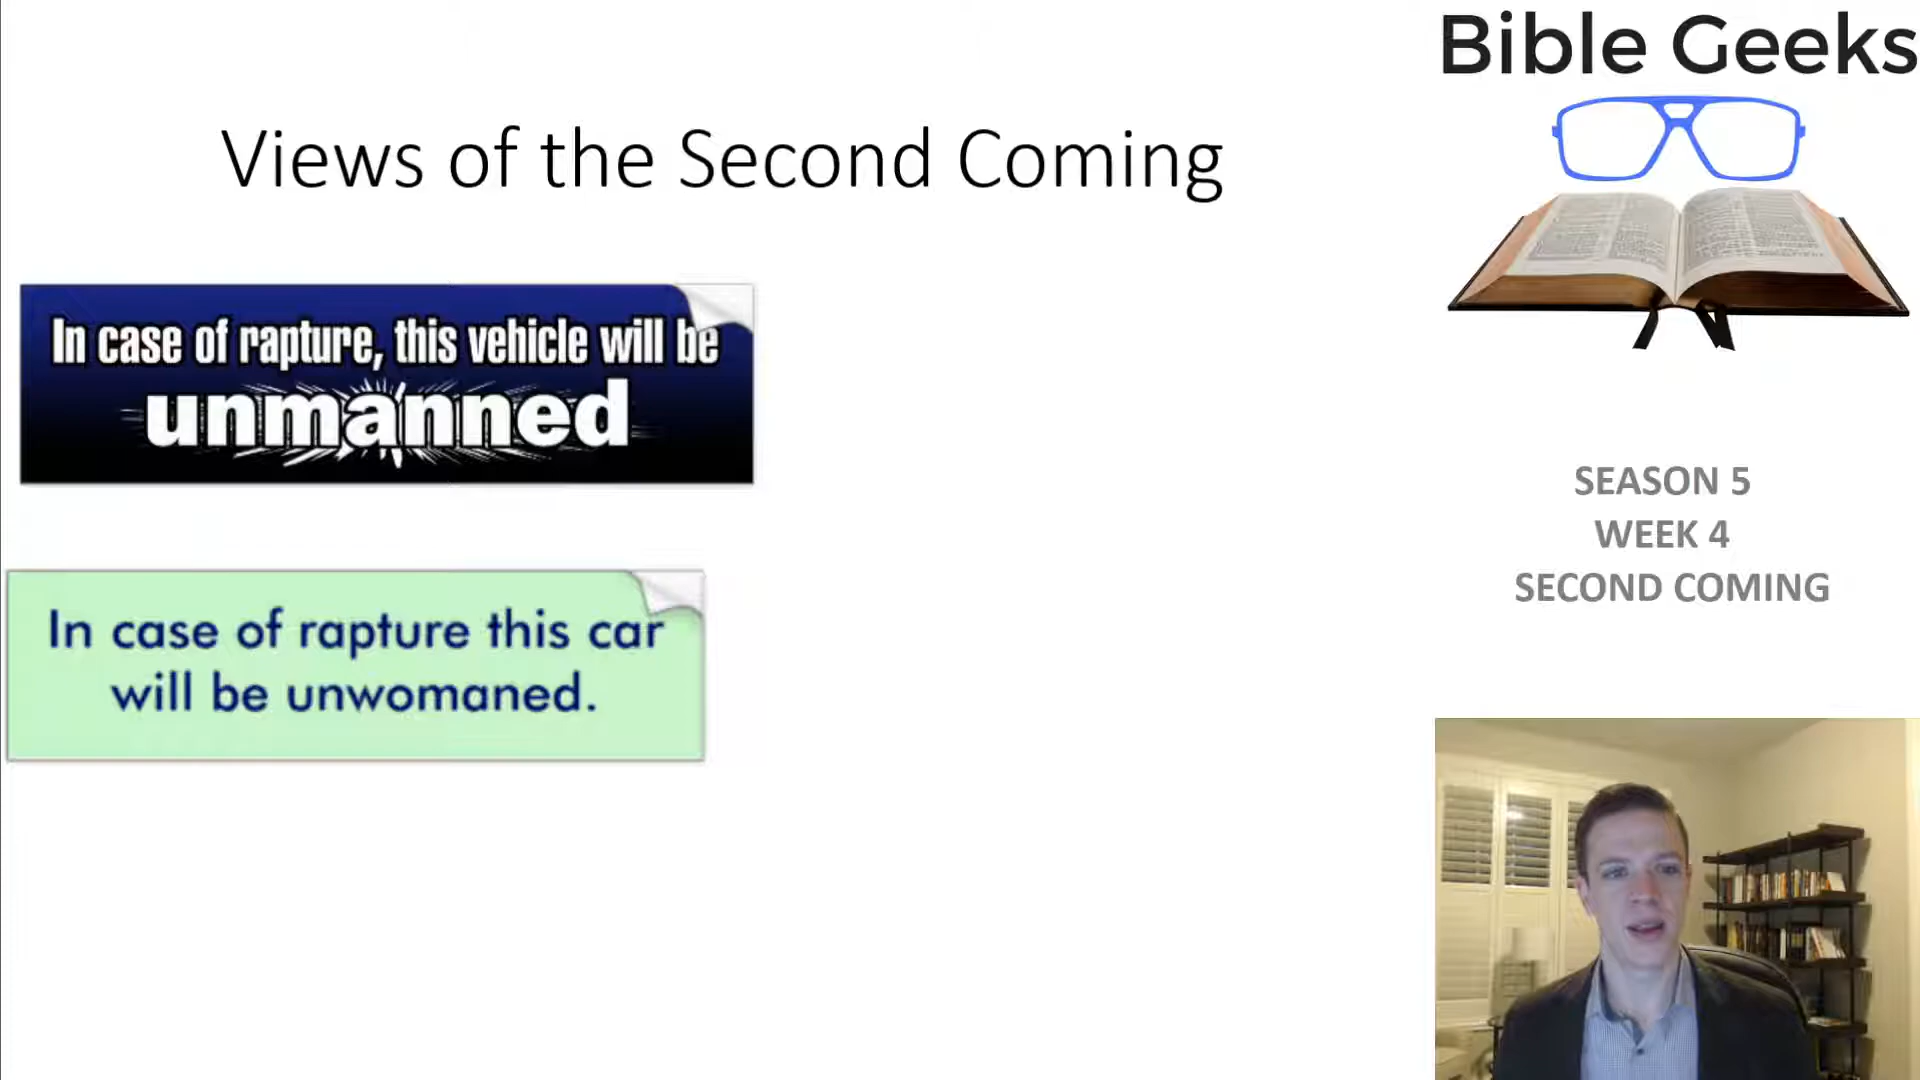 Bible Geeks
Views of the Second Coming
In case of rapture, this vehicle will be
unmanned
In case of rapture this car
will be unwomaned.
SEASON 5
WEEK 4
SECOND COMING